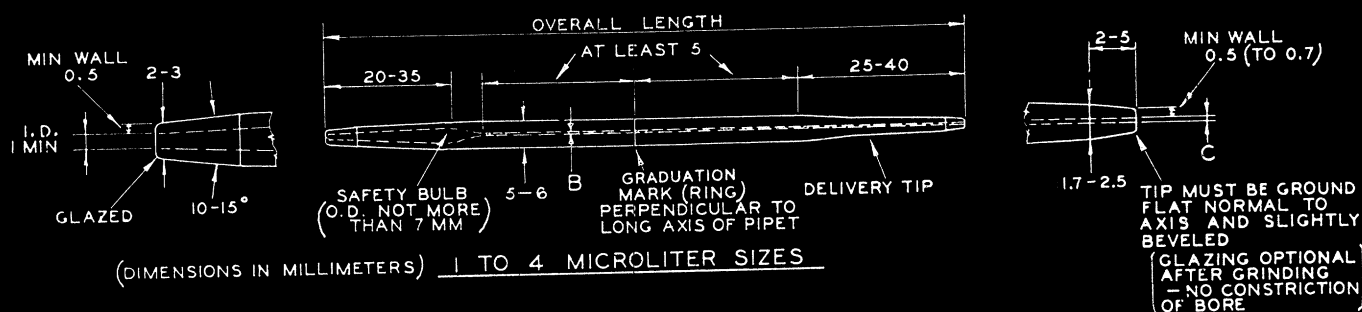 OVERALL LENGTH
AT LEAST 5
20-35
25-40
MIN WALL
0.5
2-3
I.D.
1 MIN
GLAZED
10-15°
SAFETY BULB
(O.D. NOT MORE
THAN 7 MM)
5-6
B
GRADUATION
MARK (RING)
PERPENDICULAR TO
LONG AXIS OF PIPET
DELIVERY TIP
2-5
MIN WALL
0.5 (TO 0.7)
C
1.7-2.5
TIP MUST BE GROUND
FLAT NORMAL TO
AXIS AND SLIGHTLY
BEVELED
(GLAZING OPTIONAL
AFTER GRINDING
- NO CONSTRICTION
OF BORE
(DIMENSIONS IN MILLIMETERS) 1 TO 4 MICROLITER SIZES